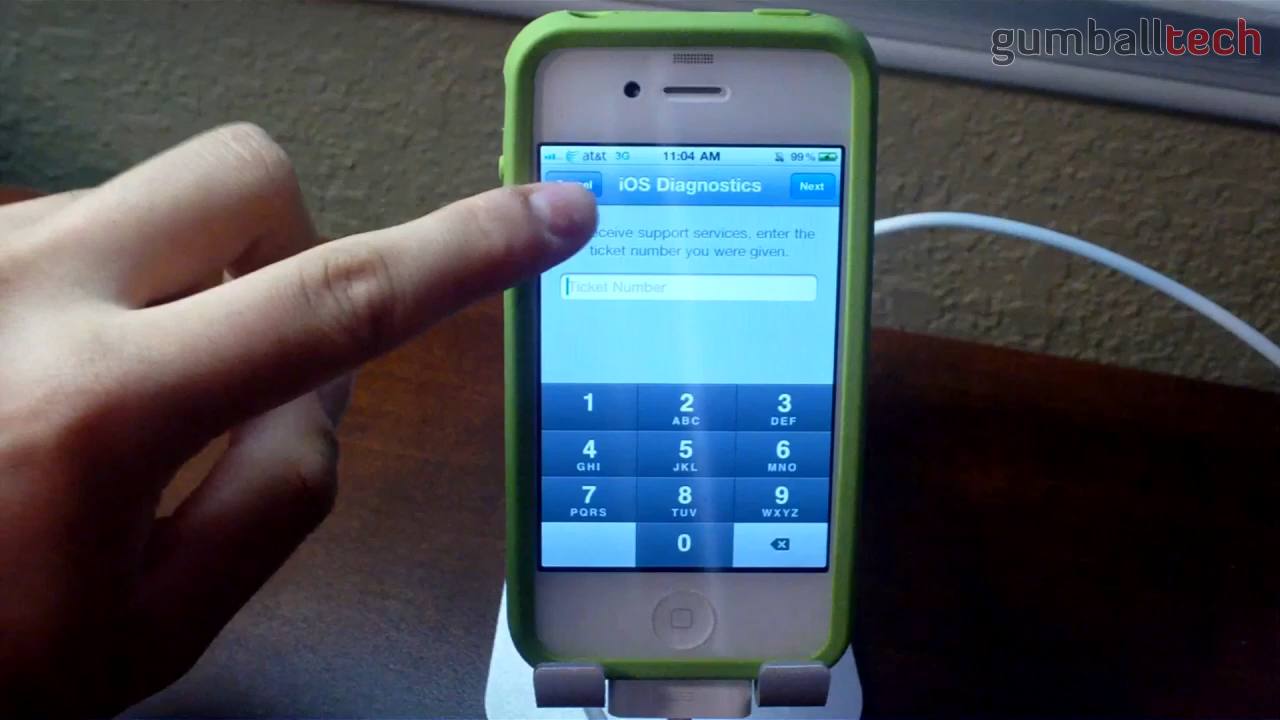 gumballtech
at&t 3G 11:04 AM 99%
iOS Diagnostics Next
receive support services, enter the
ticket number you were given.
Ticket Number
1 2 3
ABC DEF
4 5 6
GHI JKL MNO
7 8 9
PQRS TUV WXYZ
0